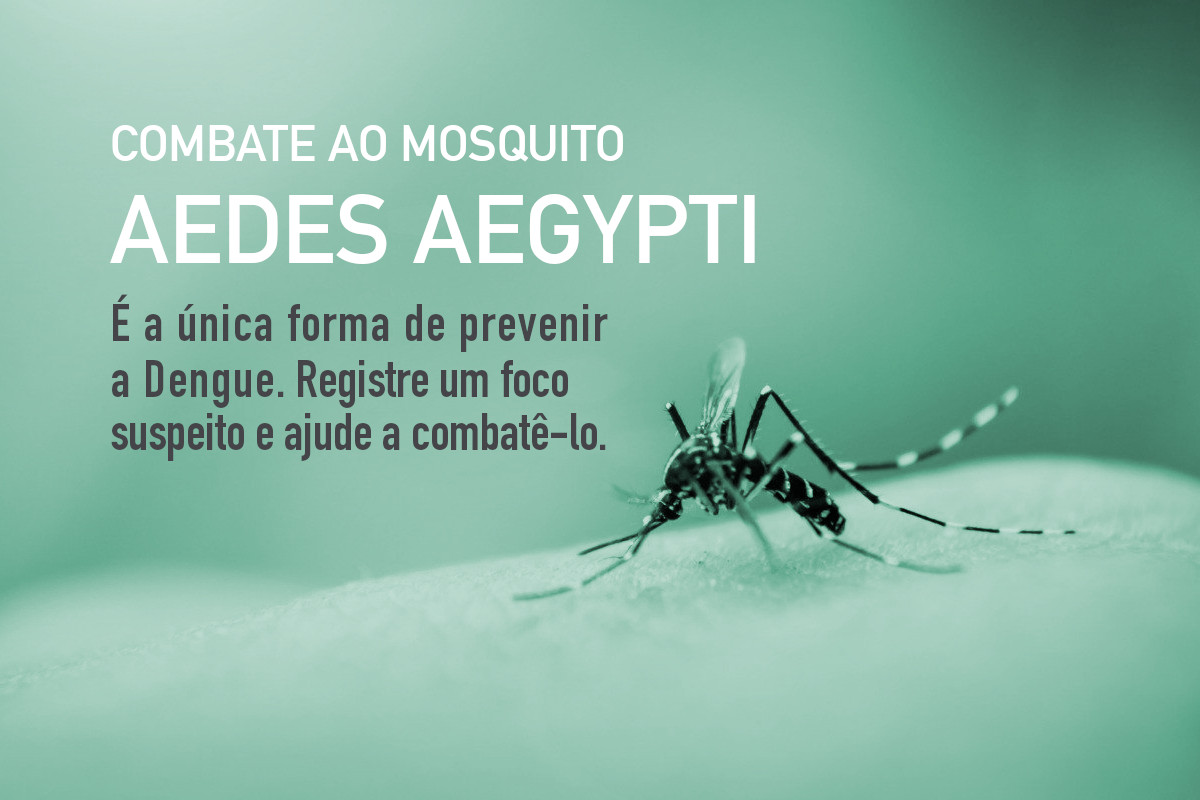 COMBATE AO MOSQUITO
AEDES AEGYPTI
É a única forma de prevenir
a Dengue. Registre um foco
suspeito e ajude a combatê-lo.